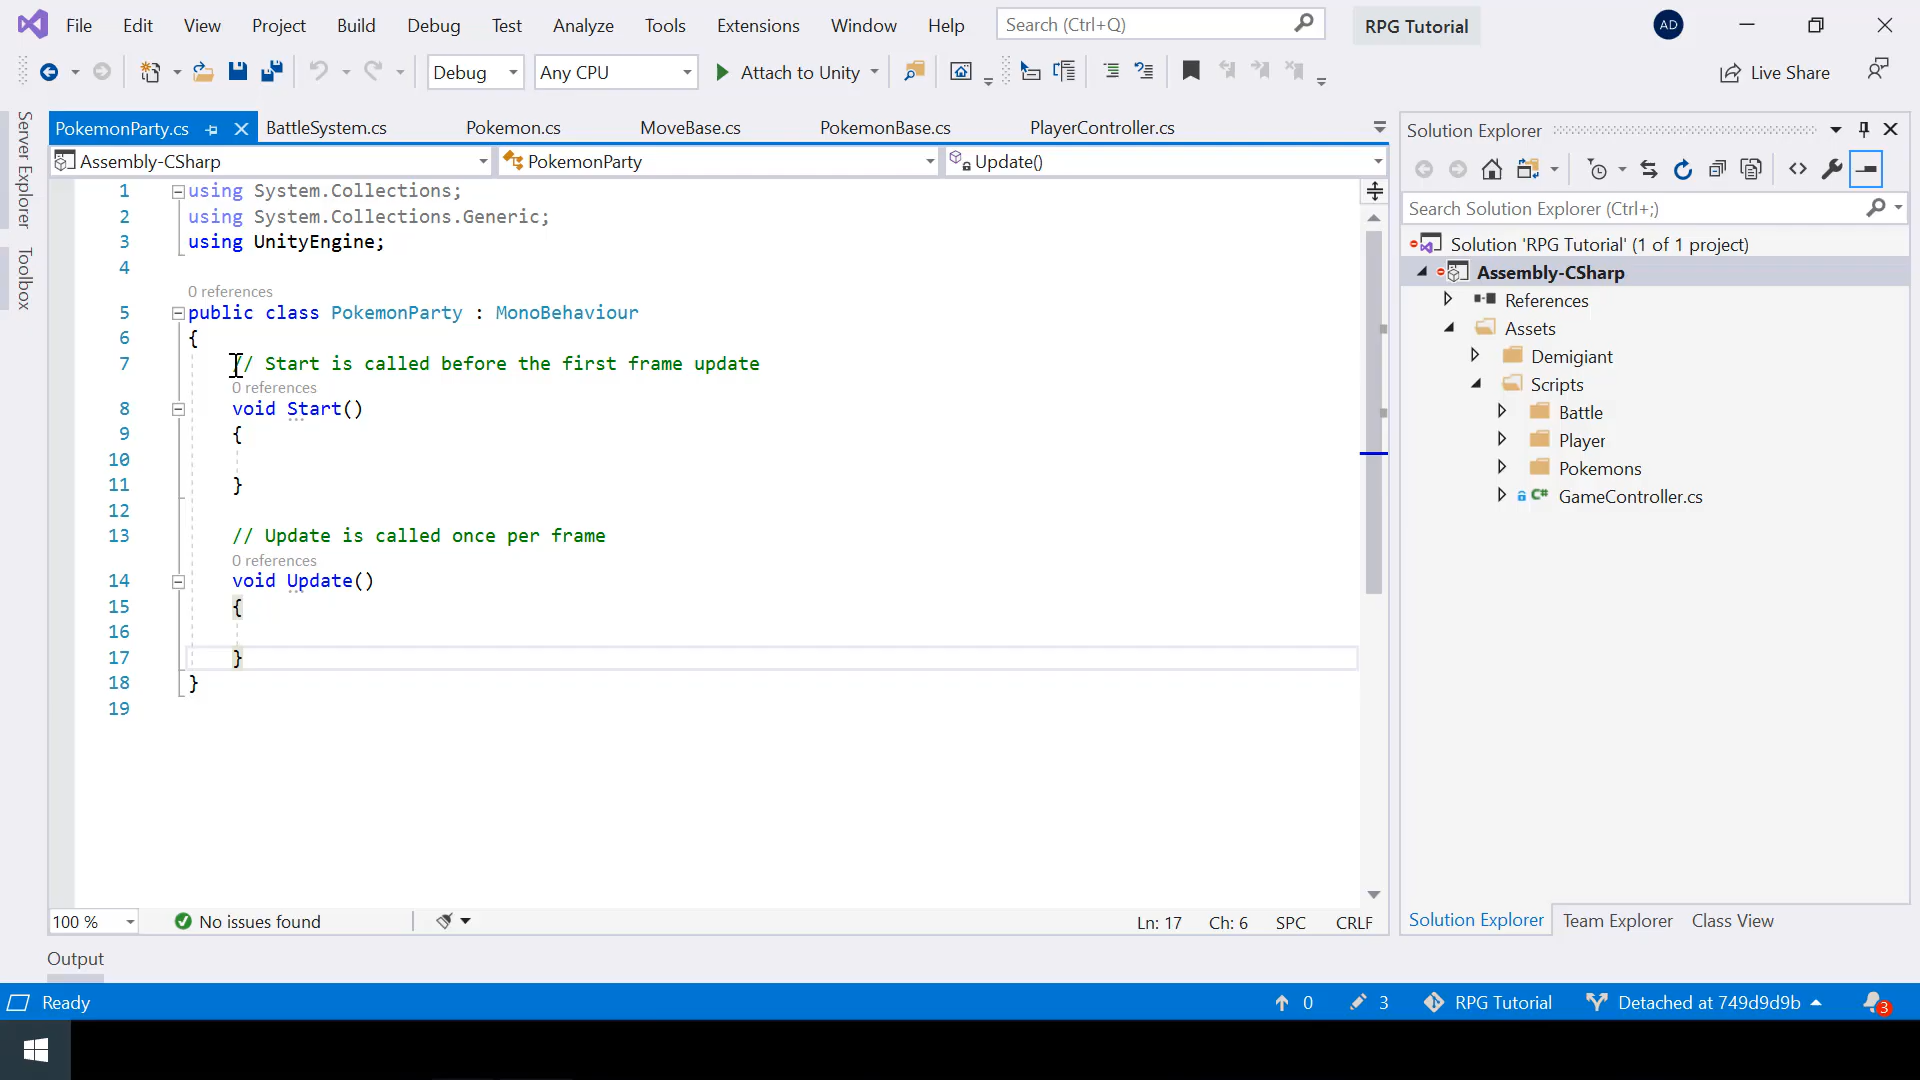 File Edit View Project Build Debug Test Analyze Tools Extensions Window Help Search (Ctrl+Q) RPG Tutorial AD
Debug Any CPU Attach to Unity Live Share
Server Explorer
Toolbox
PokemonParty.cs BattleSystem.cs Pokemon.cs MoveBase.cs PokemonBase.cs PlayerController.cs
Assembly-CSharp PokemonParty Update()
1 using System.Collections;
2 using System.Collections.Generic;
3 using UnityEngine;
4
0 references
5 public class PokemonParty : MonoBehaviour
6 {
7 // Start is called before the first frame update
0 references
8 void Start()
9 {
10
11 }
12
13 // Update is called once per frame
0 references
14 void Update()
15 {
16
17 }
18 }
19
100 % No issues found Ln: 17 Ch: 6 SPC CRLF
Solution Explorer
Search Solution Explorer (Ctrl+;)
Solution 'RPG Tutorial' (1 of 1 project)
Assembly-CSharp
References
Assets
Demigiant
Scripts
Battle
Player
Pokemons
C# GameController.cs
Solution Explorer Team Explorer Class View
Output
Ready 0 3 RPG Tutorial Detached at 749d9d9b 3